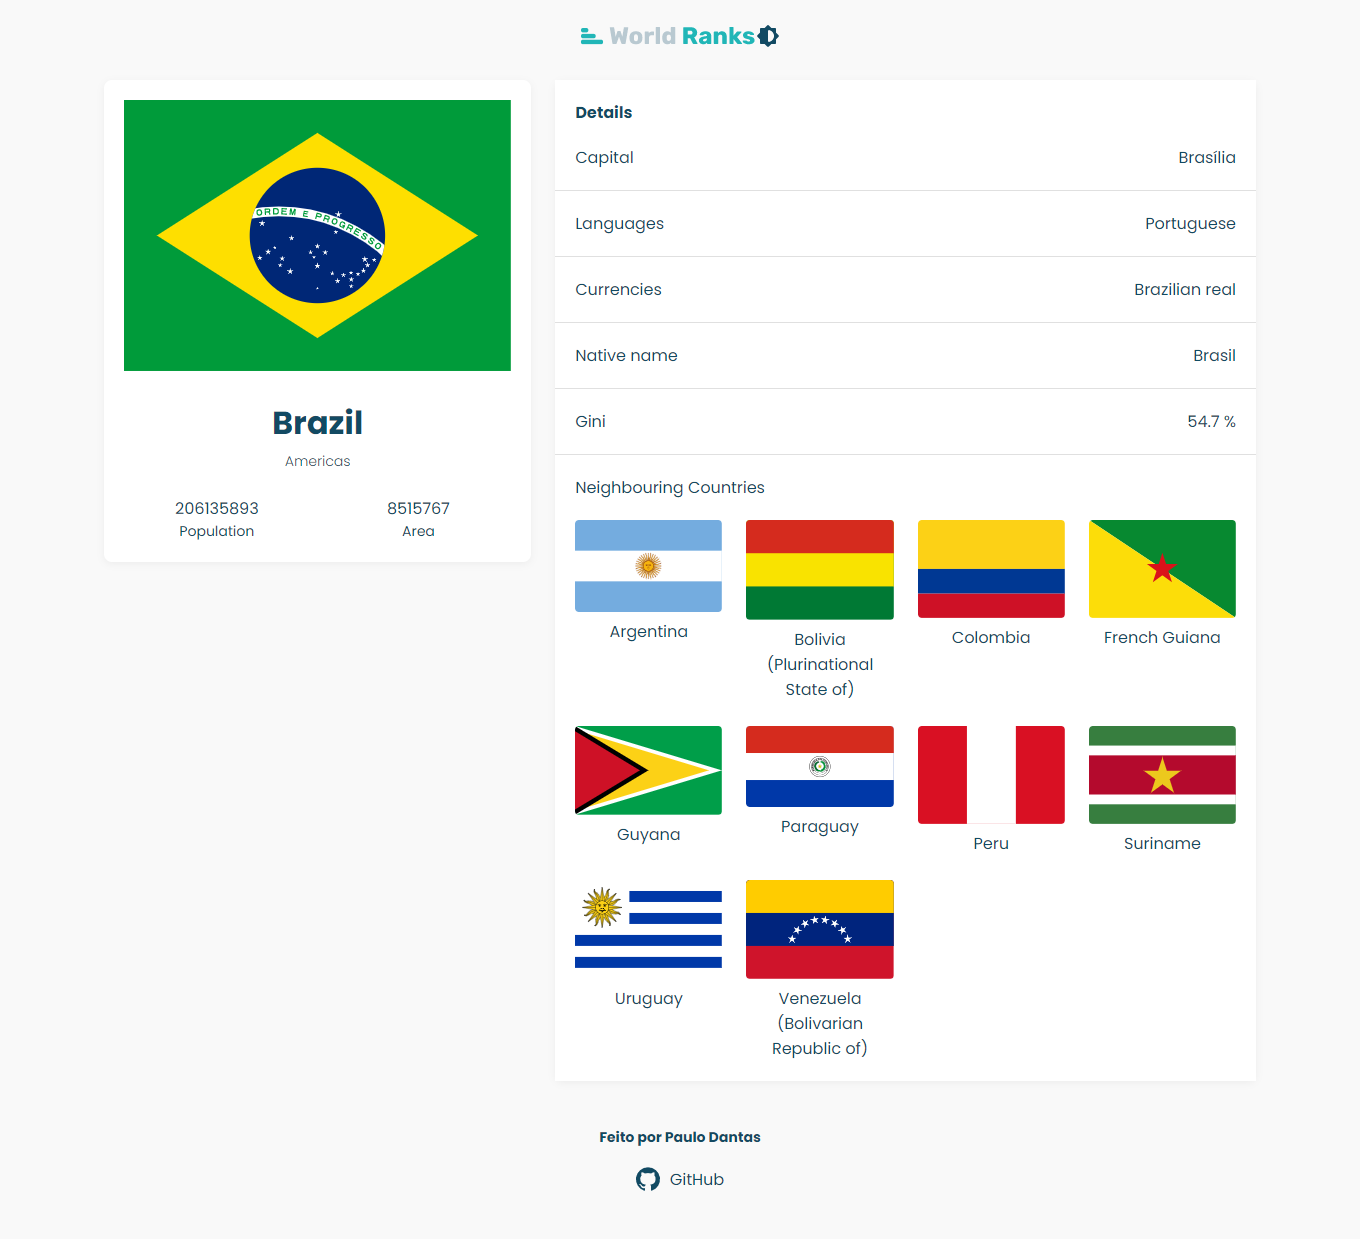 World Ranks
ORDEM E PROGRESSO
Brazil
Americas
206135893
Population
8515767
Area
Details
Capital
Brasília
Languages
Portuguese
Currencies
Brazilian real
Native name
Brasil
Gini
54.7 %
Neighbouring Countries
Argentina
Bolivia
(Plurinational
State of)
Colombia
French Guiana
Guyana
Paraguay
Peru
Suriname
Uruguay
Venezuela
(Bolivarian
Republic of)
Feito por Paulo Dantas
GitHub